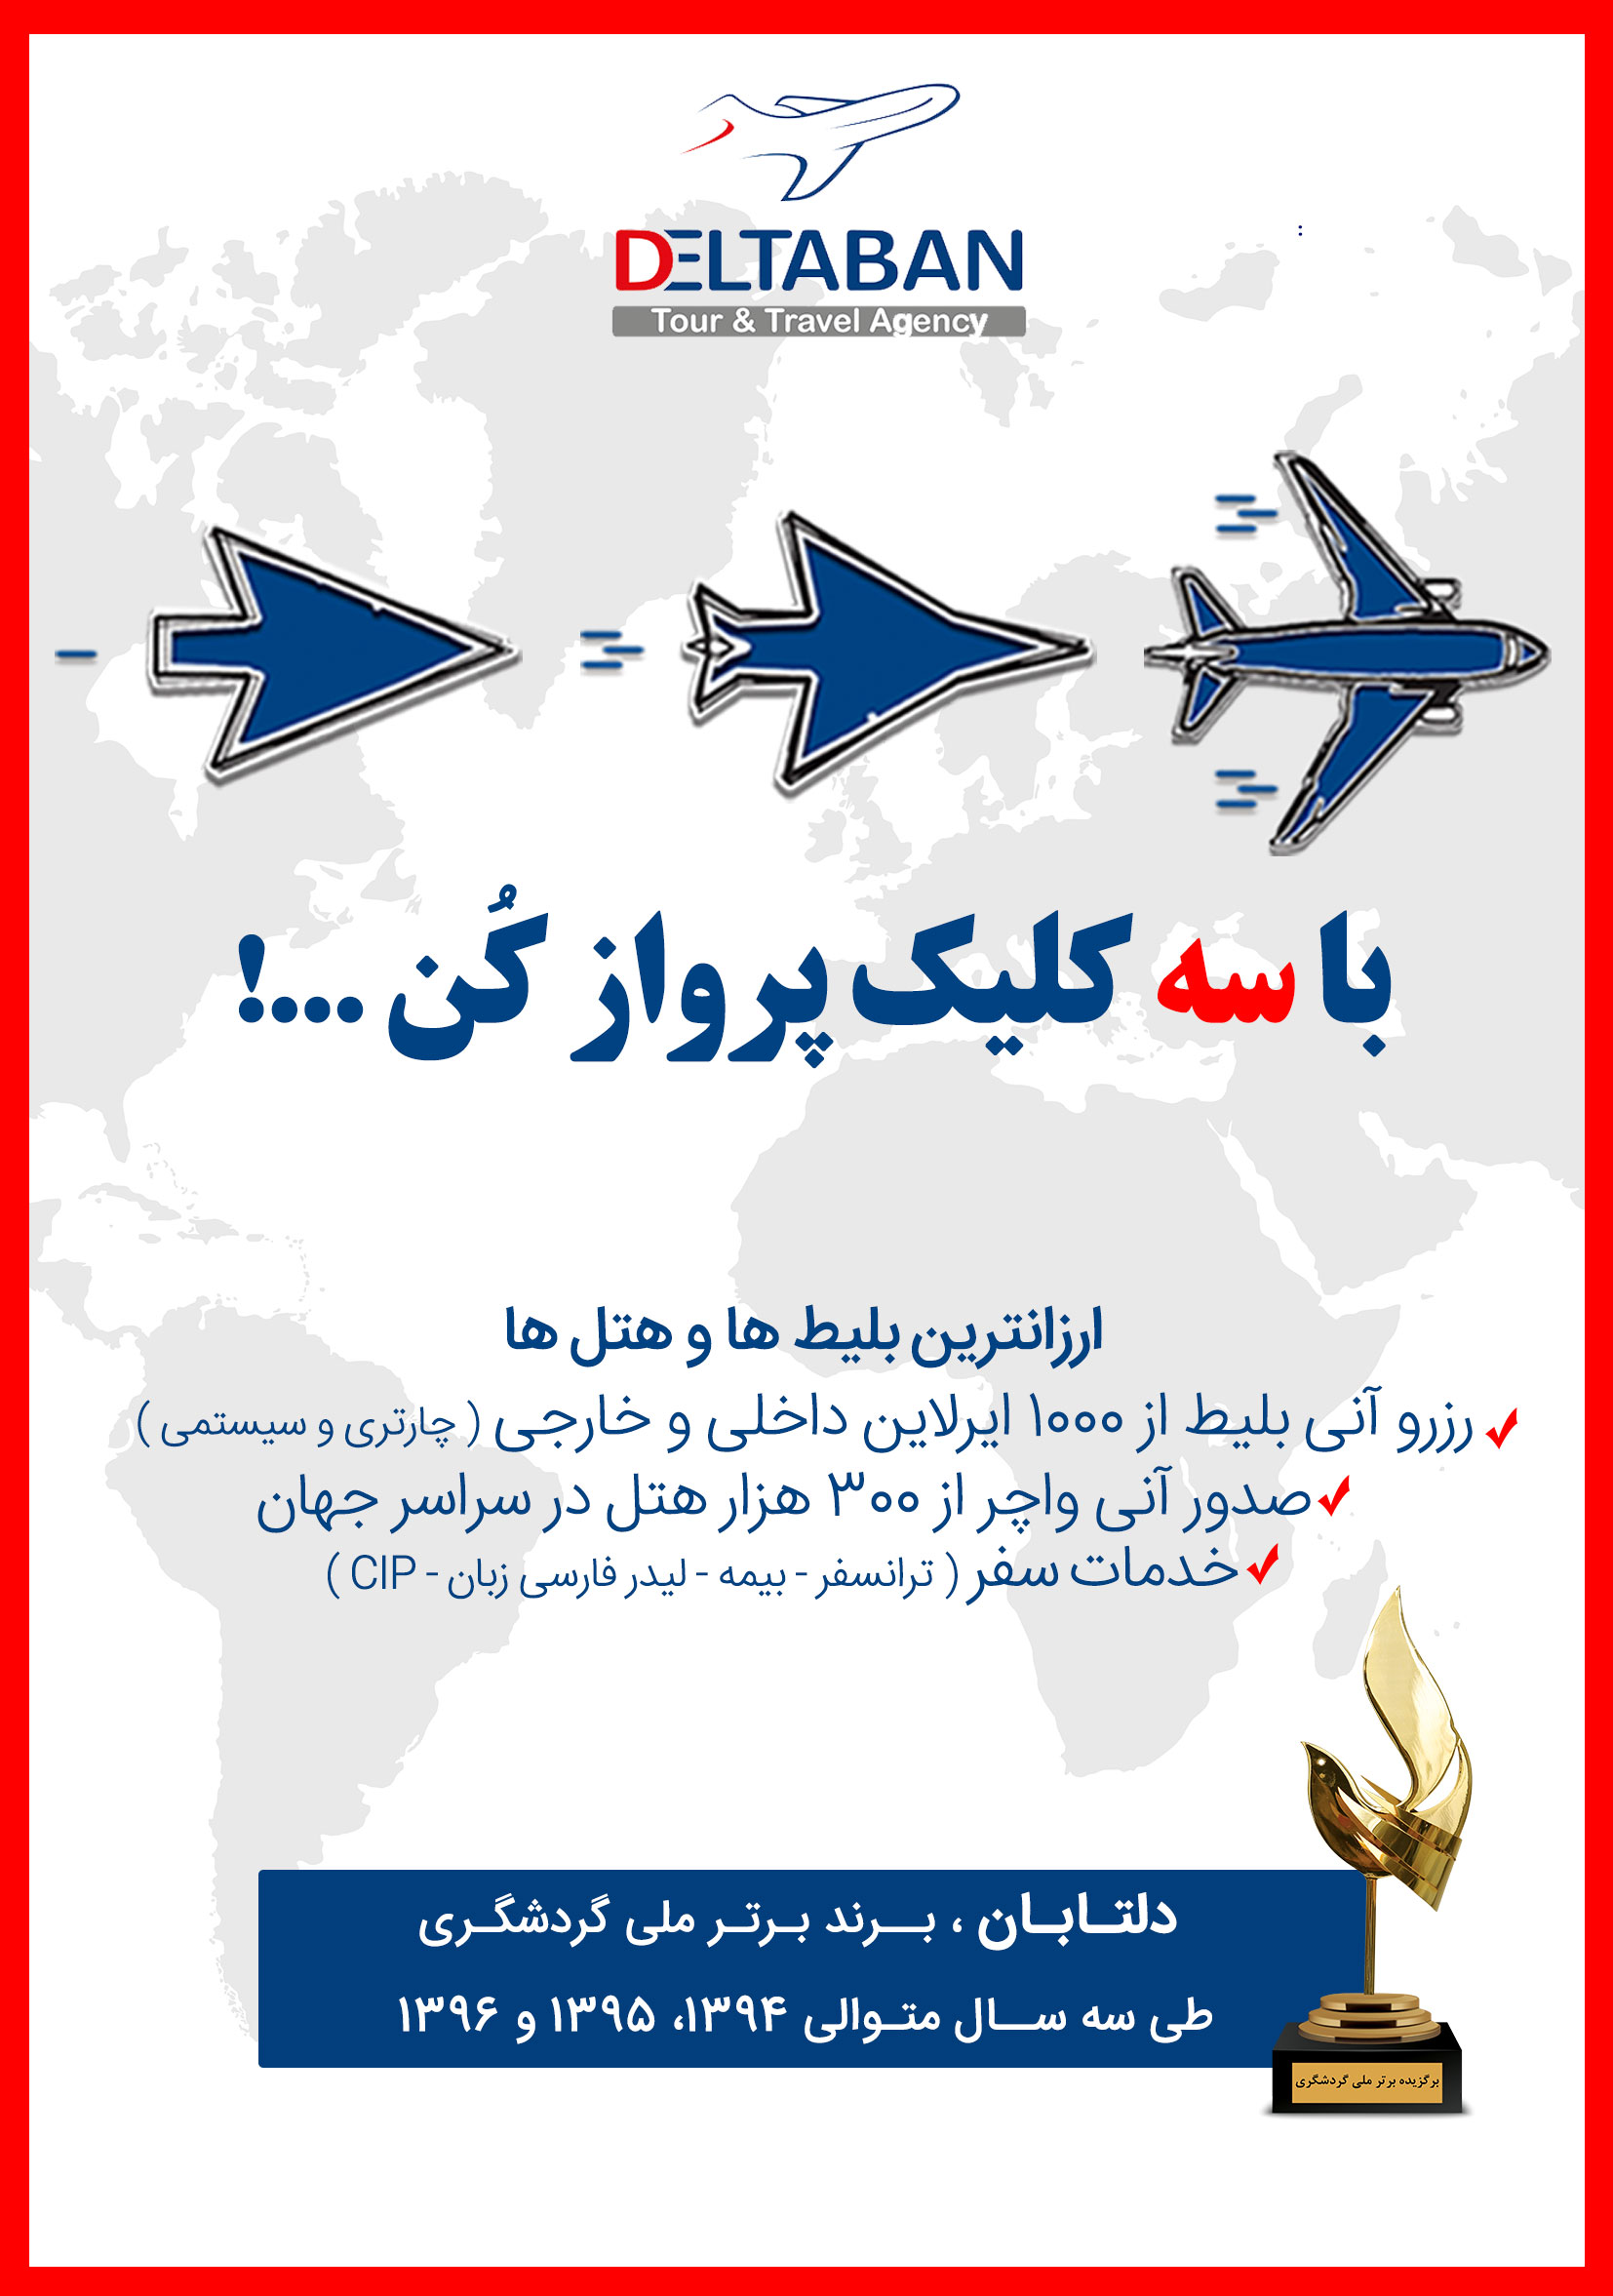 DELTABAN
Tour & Travel Agency
:
با سه کلیک پرواز کُن ....!
ارزانترین بلیط ها و هتل ها
رزرو آنی بلیط از ۱۰۰۰ ایرلاین داخلی و خارجی ( چارتری و سیستمی )
صدور آنی واچر از ۳۰۰ هزار هتل در سراسر جهان
خدمات سفر ( ترانسفر - بیمه - لیدر فارسی زبان - CIP )
دلتـابـان ، بــرند بـرتـر ملی گردشگـری
طی سه ســال متـوالی ۱۳۹۴، ۱۳۹۵ و ۱۳۹۶
برگزیده برتر ملی گردشگری